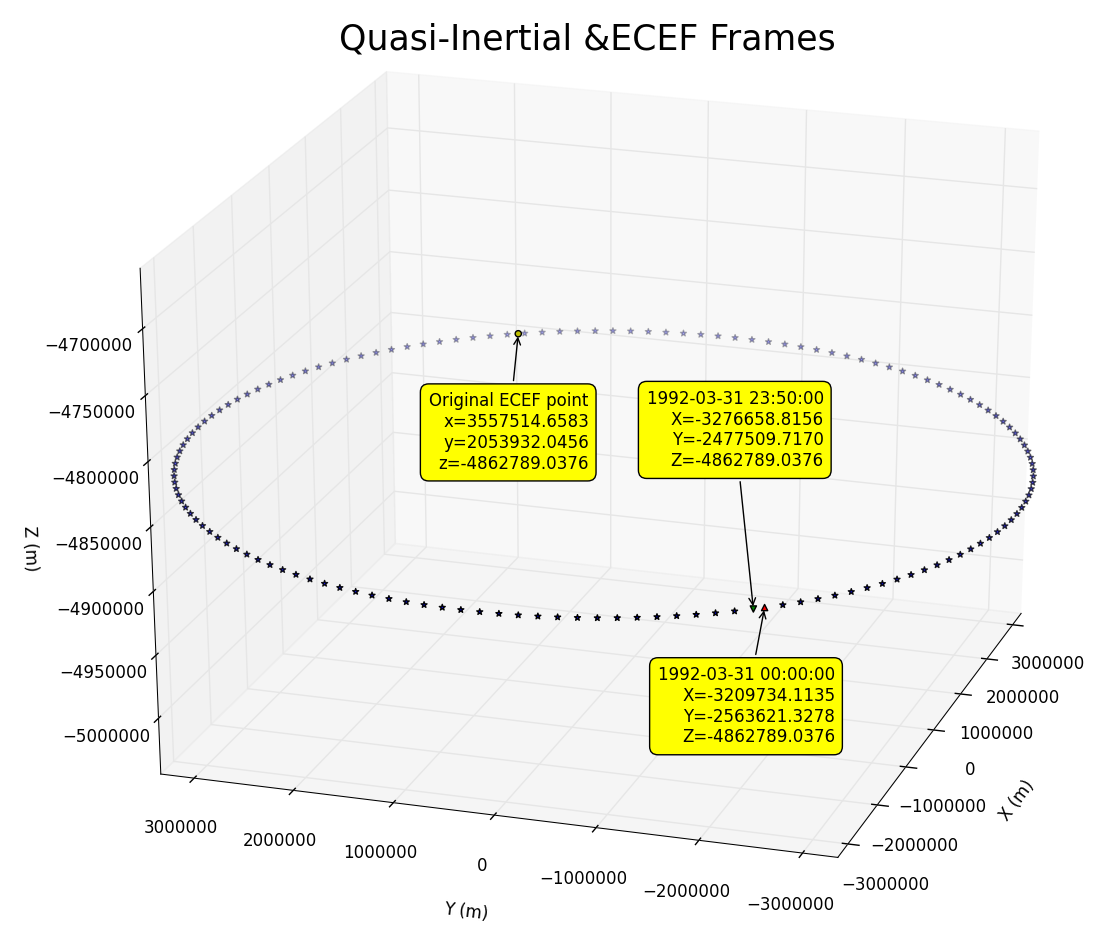 Quasi-Inertial &ECEF Frames
−4700000
−4750000
−4800000
−4850000
−4900000
−4950000
−5000000
Z (m)
Original ECEF point
x=3557514.6583
y=2053932.0456
z=-4862789.0376
1992-03-31 23:50:00
X=-3276658.8156
Y=-2477509.7170
Z=-4862789.0376
1992-03-31 00:00:00
X=-3209734.1135
Y=-2563621.3278
Z=-4862789.0376
3000000
2000000
1000000
0
−1000000
−2000000
−3000000
X (m)
3000000
2000000
1000000
0
−1000000
−2000000
−3000000
Y (m)